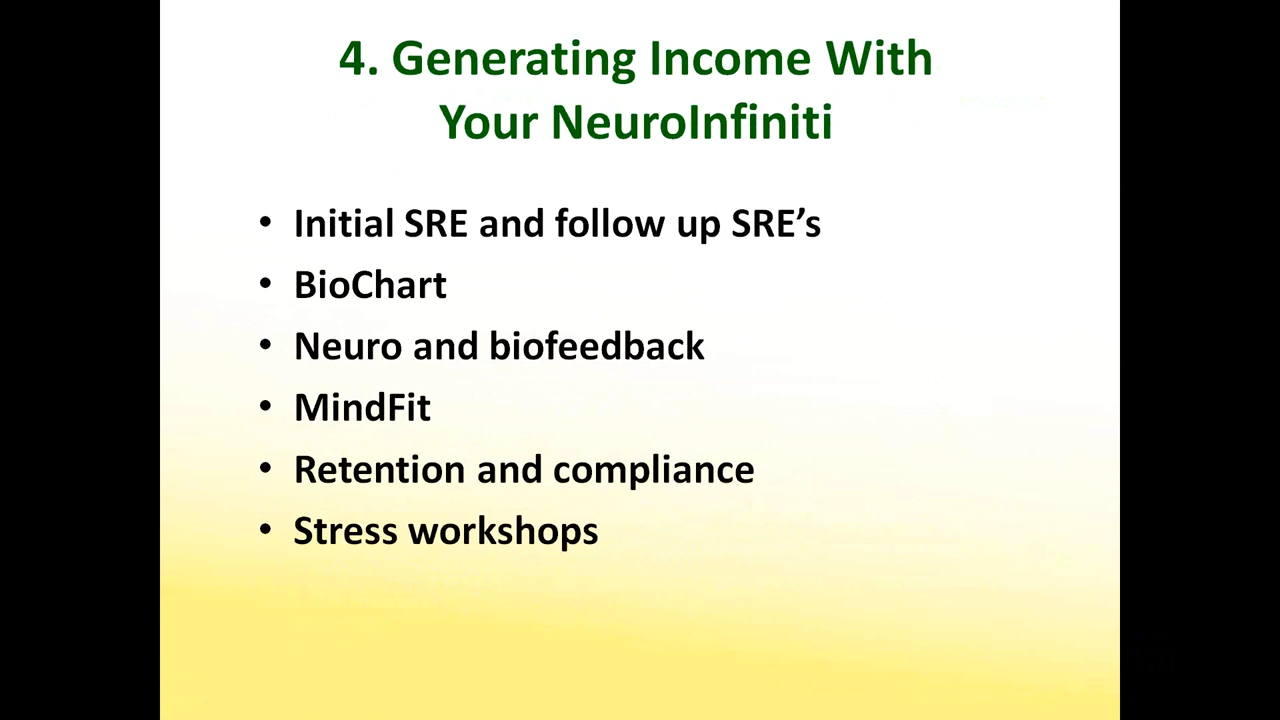 4. Generating Income With
Your NeuroInfiniti
• Initial SRE and follow up SRE’s
• BioChart
• Neuro and biofeedback
• MindFit
• Retention and compliance
• Stress workshops